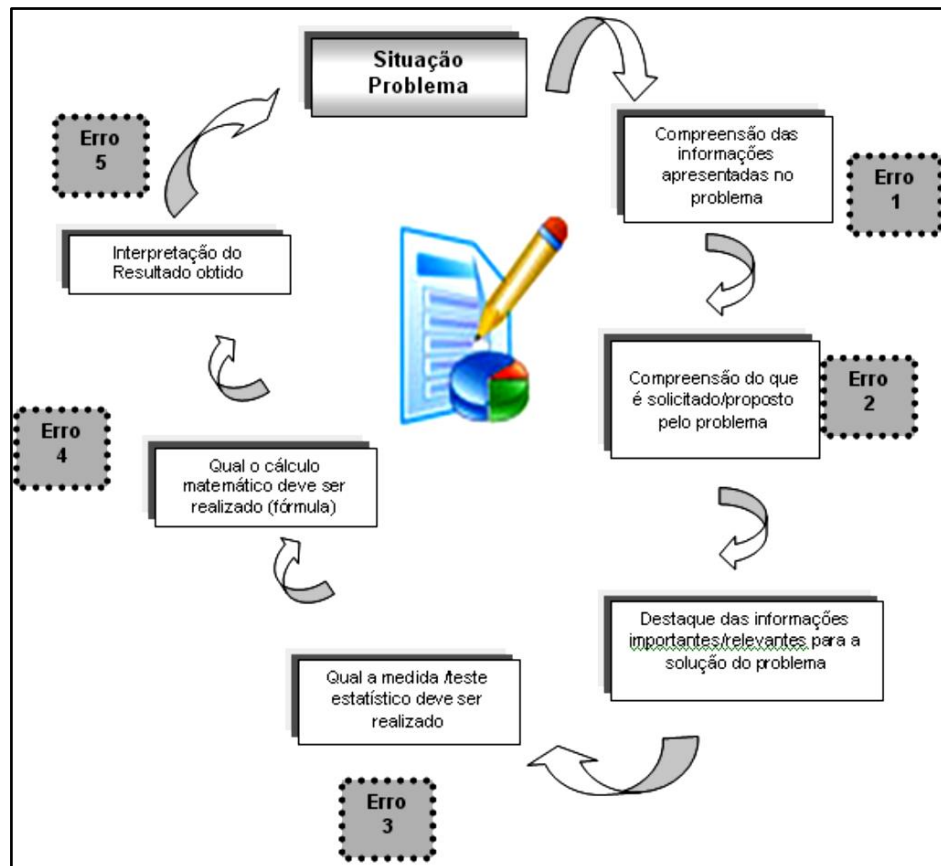 Situação
Problema
Compreensão das
informações
apresentadas no
problema
Erro
1
Compreensão do que
é solicitado/proposto
pelo problema
Erro
2
Destaque das informações
importantes/relevantes para a
solução do problema
Qual a medida /teste
estatístico deve ser
realizado
Erro
3
Qual o cálculo
matemático deve ser
realizado (fórmula)
Erro
4
Interpretação do
Resultado obtido
Erro
5